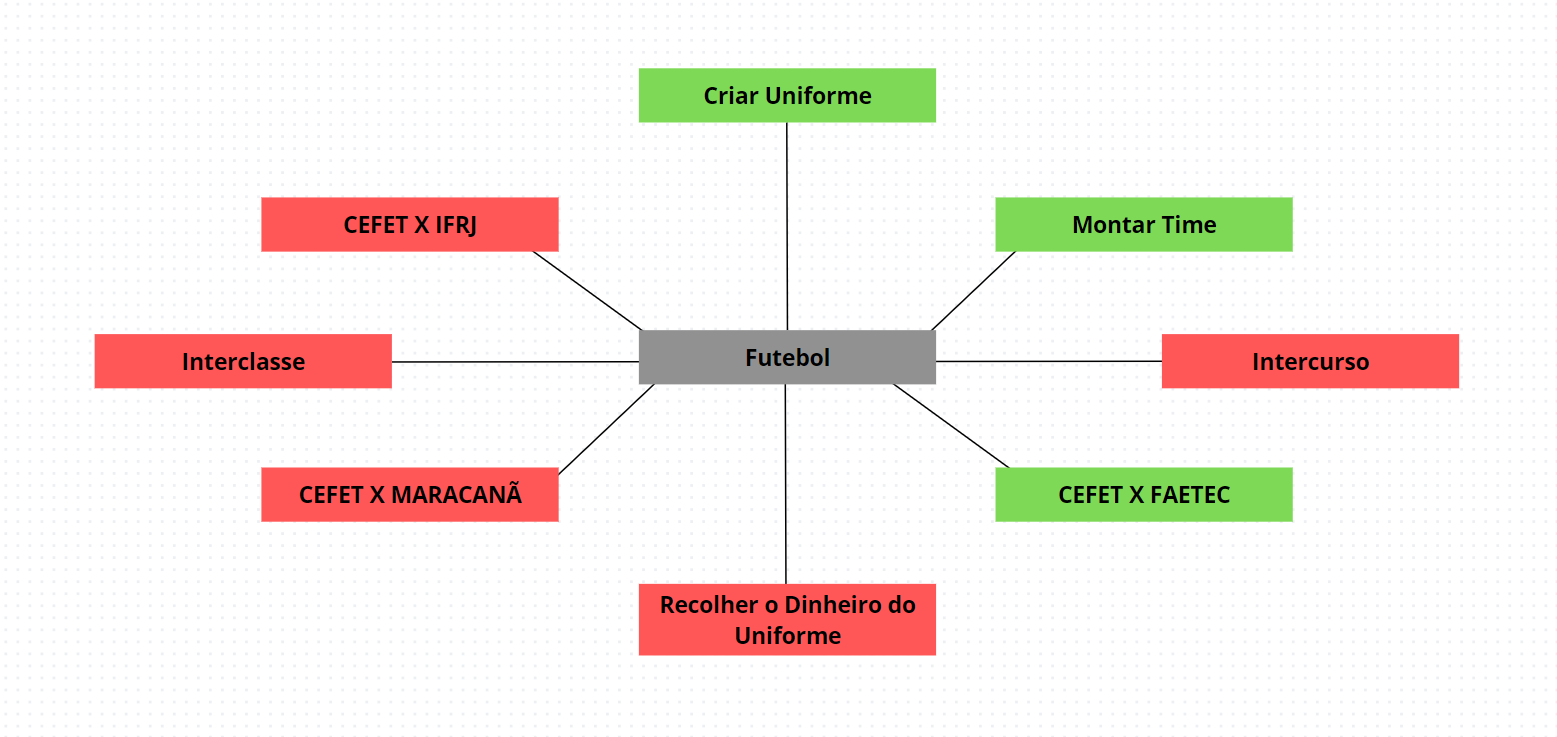 Criar Uniforme
CEFET X IFRJ
Montar Time
Interclasse
Futebol
Intercurso
CEFET X MARACANÃ
CEFET X FAETEC
Recolher o Dinheiro do
Uniforme